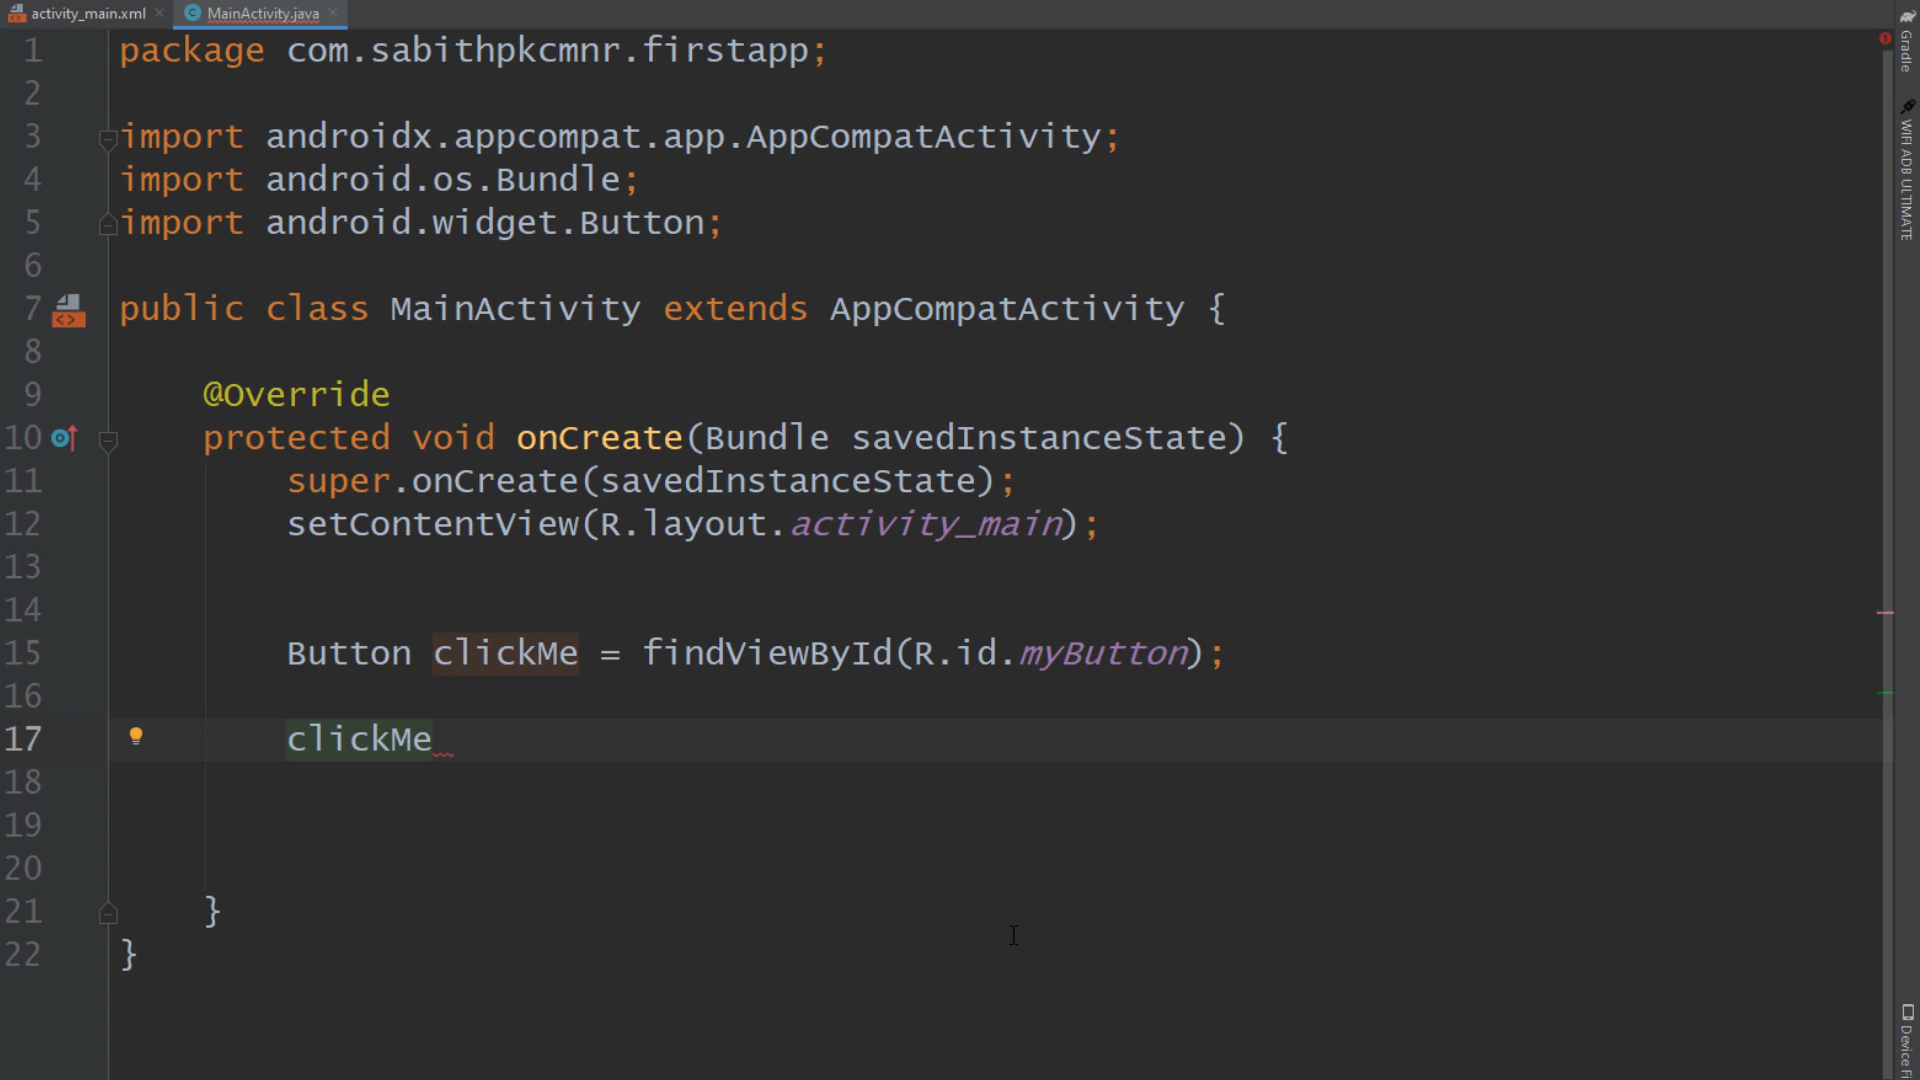 activity_main.xml
MainActivity.java
1 package com.sabithpkcmnr.firstapp;
2
3 import androidx.appcompat.app.AppCompatActivity;
4 import android.os.Bundle;
5 import android.widget.Button;
6
7 public class MainActivity extends AppCompatActivity {
8
9 @Override
10 protected void onCreate(Bundle savedInstanceState) {
11 super.onCreate(savedInstanceState);
12 setContentView(R.layout.activity_main);
13
14
15 Button clickMe = findViewById(R.id.myButton);
16
17 clickMe
18
19
20
21 }
22 }
Gradle
WIFI ADB ULTIMATE
Device Fi